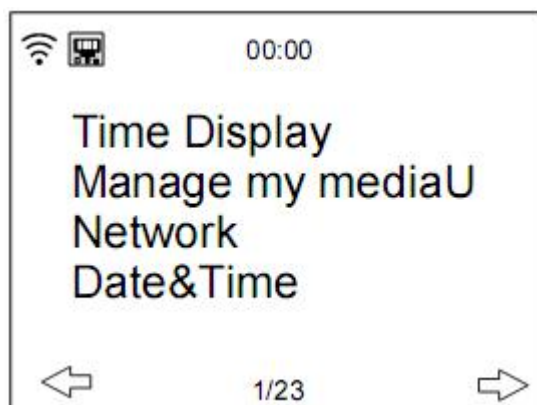 00:00
Time Display
Manage my mediaU
Network
Date&Time
1/23